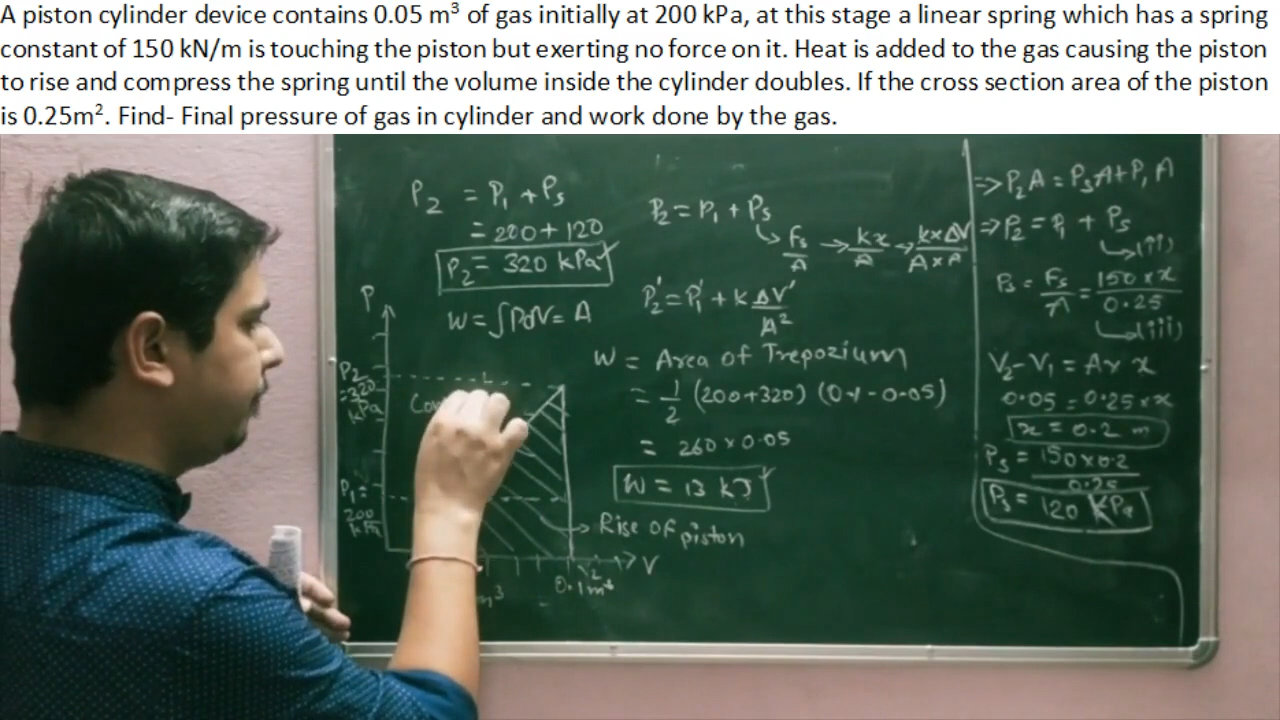 A piston cylinder device contains 0.05 m³ of gas initially at 200 kPa, at this stage a linear spring which has a spring
constant of 150 kN/m is touching the piston but exerting no force on it. Heat is added to the gas causing the piston
to rise and compress the spring until the volume inside the cylinder doubles. If the cross section area of the piston
is 0.25m². Find- Final pressure of gas in cylinder and work done by the gas.
P₂ = P₁ + Pₛ
= 200 + 120
P₂ = 320 kPa
W = ∫PdV = A
P
P₂
=320
kPa
P₁ =
200
kPa
V
0.1m³
Rise of piston
P₂ = P₁ + Pₛ
Fₛ/A → kx/A → k×ΔV/A×A
P₂' = P₁' + kΔV'/A²
W = Area of Trepozium
= 1/2 (200+320) (0.1-0.05)
= 260 × 0.05
W = 13 kJ
⇒ P₂A = PₛA + P₁A
⇒ P₂ = P₁ + Pₛ
(ii)
Pₛ = Fₛ/A = 150 × x/0.25
(iii)
V₂ - V₁ = A × x
0.05 = 0.25 × x
x = 0.2 m
Pₛ = 150×0.2/0.25
Pₛ = 120 KPa